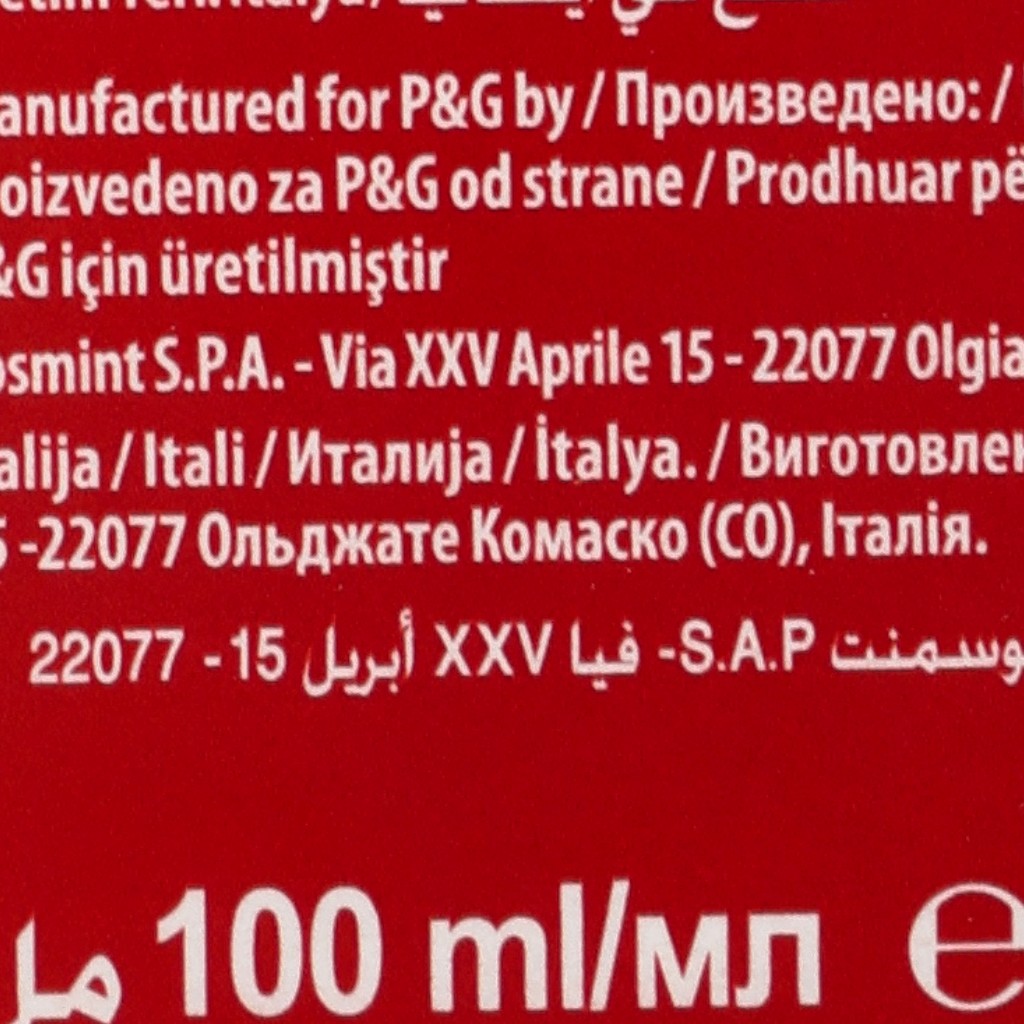 anufactured for P&G by / Произведено: /
oizvedeno za P&G od strane / Prodhuar pë
&G için üretilmiştir
osmint S.P.A. - Via XXV Aprile 15 - 22077 Olgia
alija / Itali / Италија / İtalya. / Виготовлен
5 -22077 Ольджате Комаско (CO), Італія.
وسمنت S.A.P- فيا XXV أبريل 15- 22077
100 ml/мл مل ℮